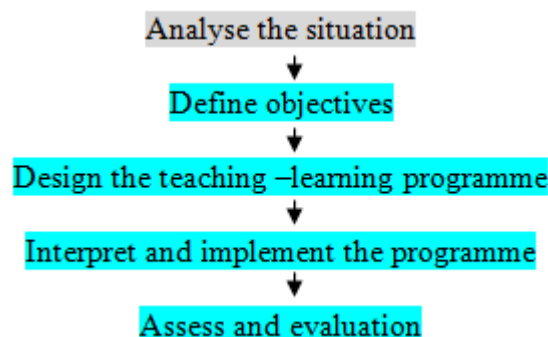 Analyse the situation
Define objectives
Design the teaching –learning programme
Interpret and implement the programme
Assess and evaluation